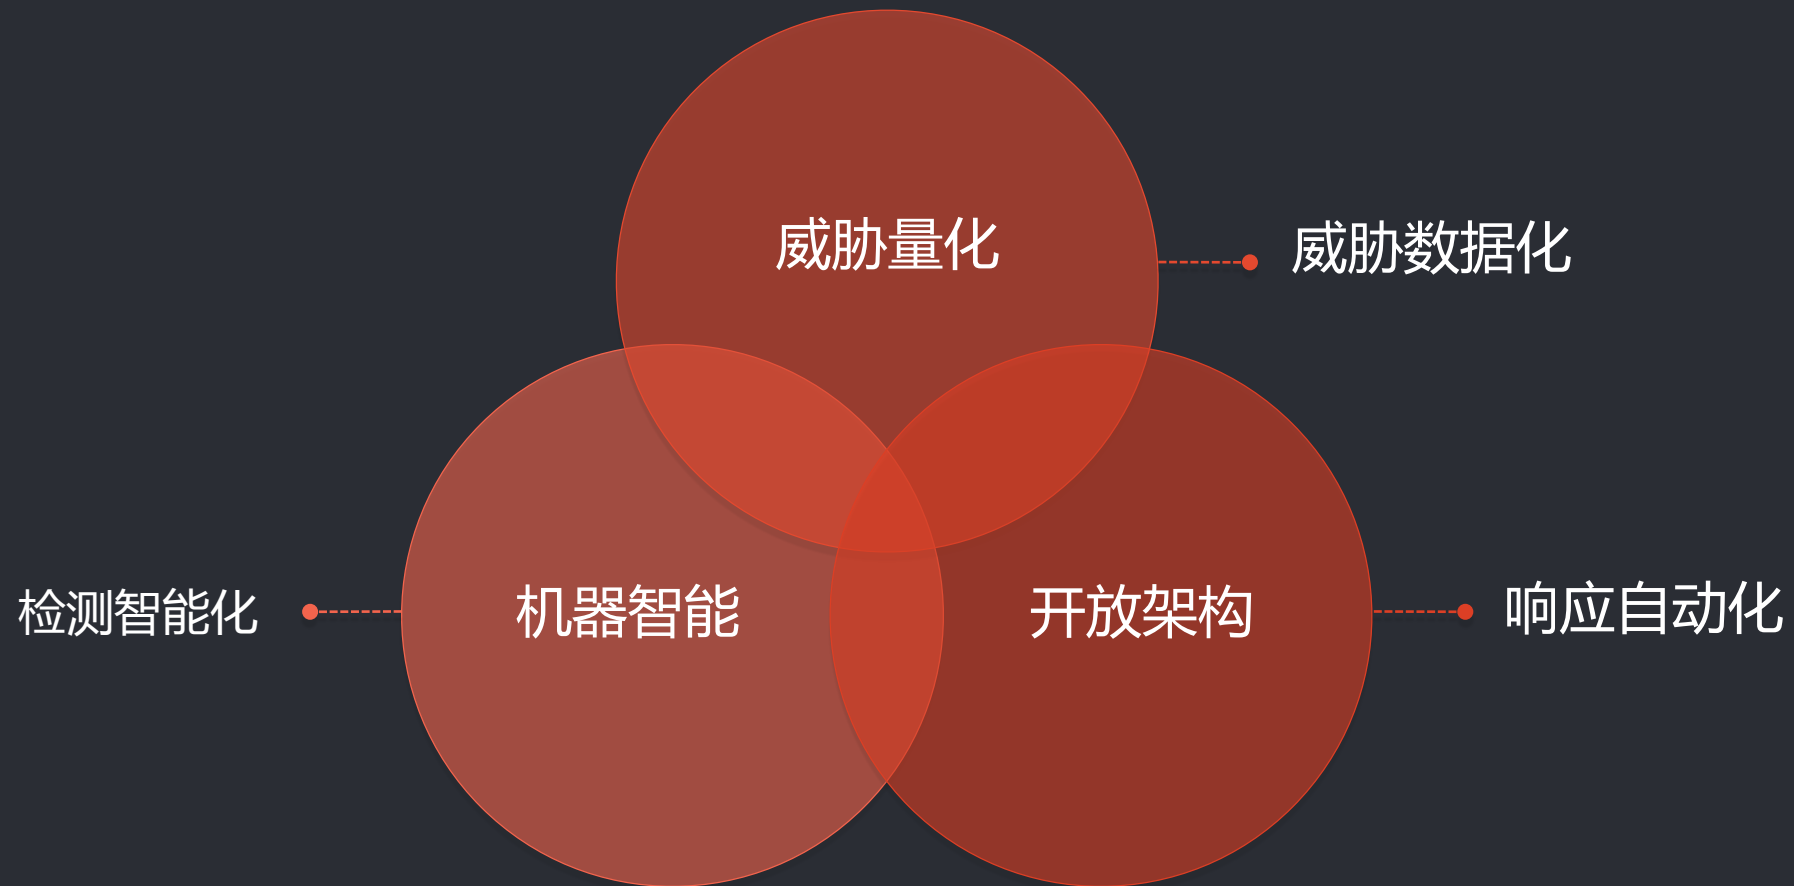 威胁量化
威胁数据化
检测智能化
机器智能
开放架构
响应自动化